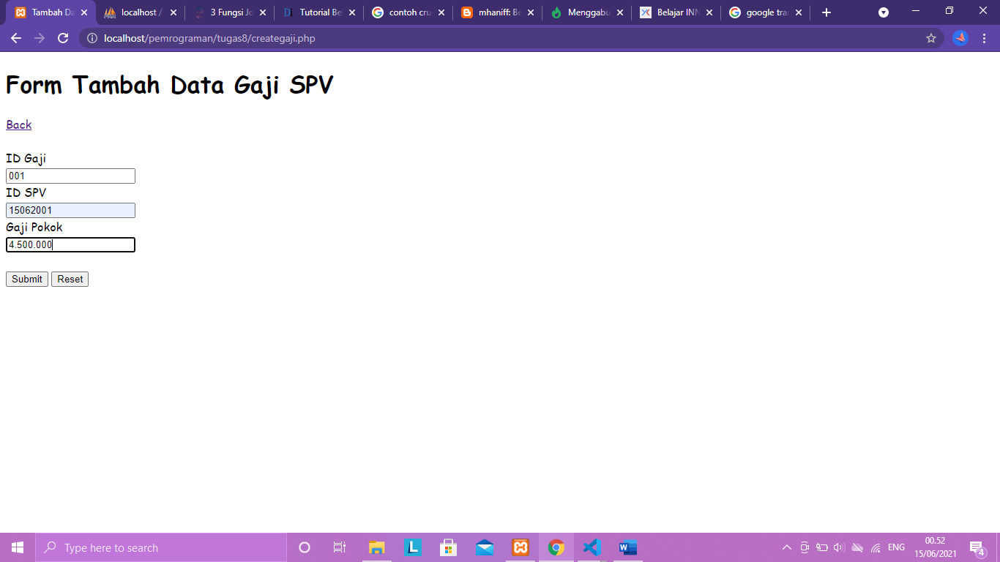 Tambah Da
localhost /
3 Fungsi Jo
Di Tutorial Be
contoh cru
mhaniff: Be
Menggabu
Belajar INN
google tra
localhost/pemrograman/tugas8/creategaji.php
Form Tambah Data Gaji SPV
Back
ID Gaji
001
ID SPV
15062001
Gaji Pokok
4.500.000
Submit Reset
Type here to search
ENG
00.52
15/06/2021
4